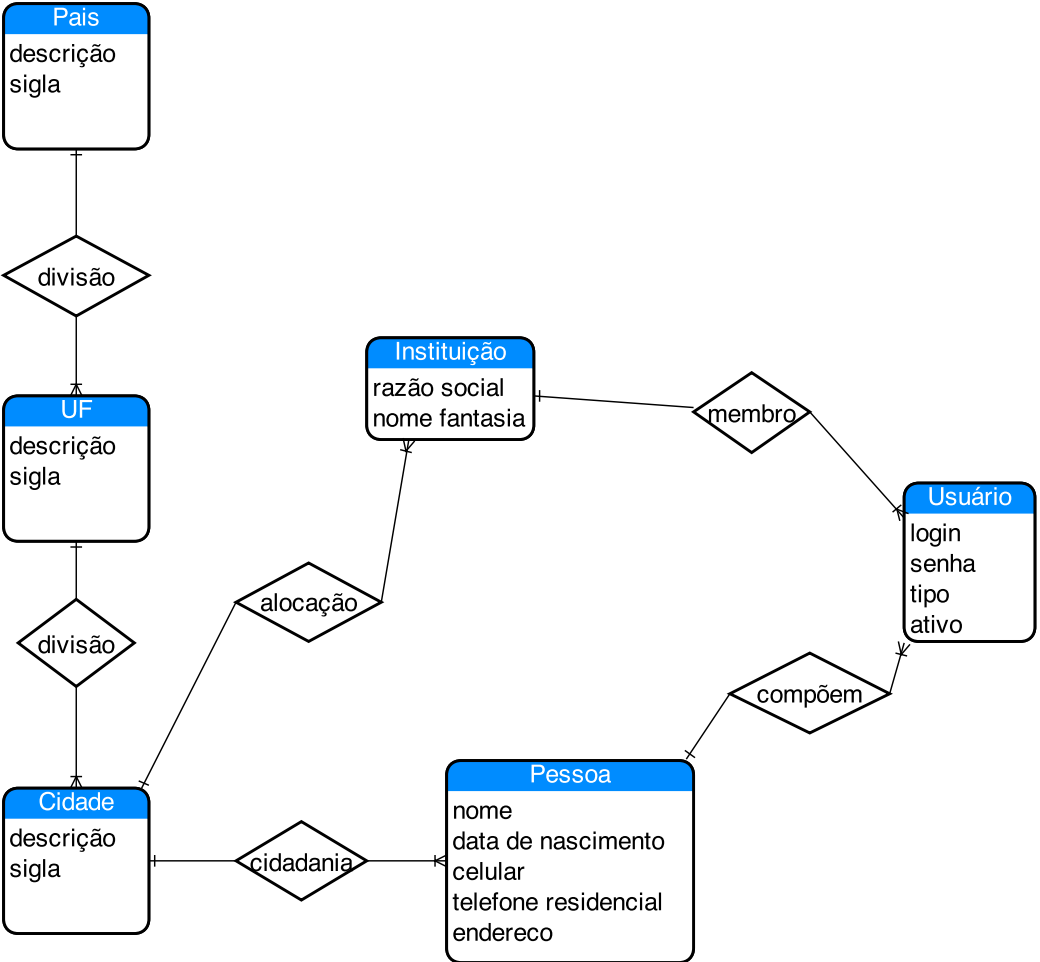 Pais
descrição
sigla
divisão
UF
descrição
sigla
divisão
Cidade
descrição
sigla
alocação
Instituição
razão social
nome fantasia
membro
Usuário
login
senha
tipo
ativo
compõem
Pessoa
nome
data de nascimento
celular
telefone residencial
endereco
cidadania